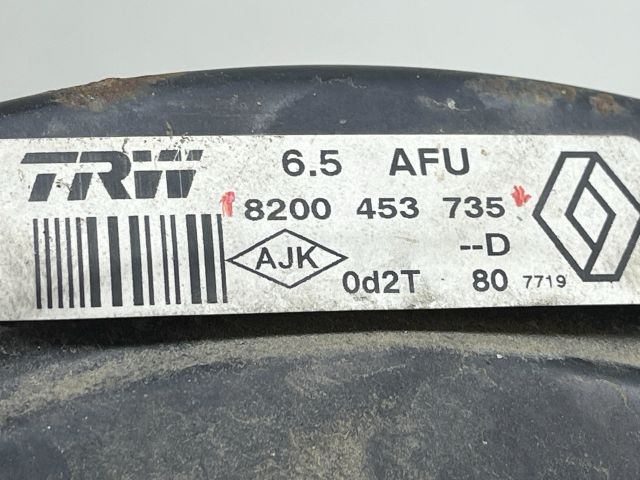 TRW 6.5 AFU
8200 453 735
--D
AJK
0d2T 80 7719